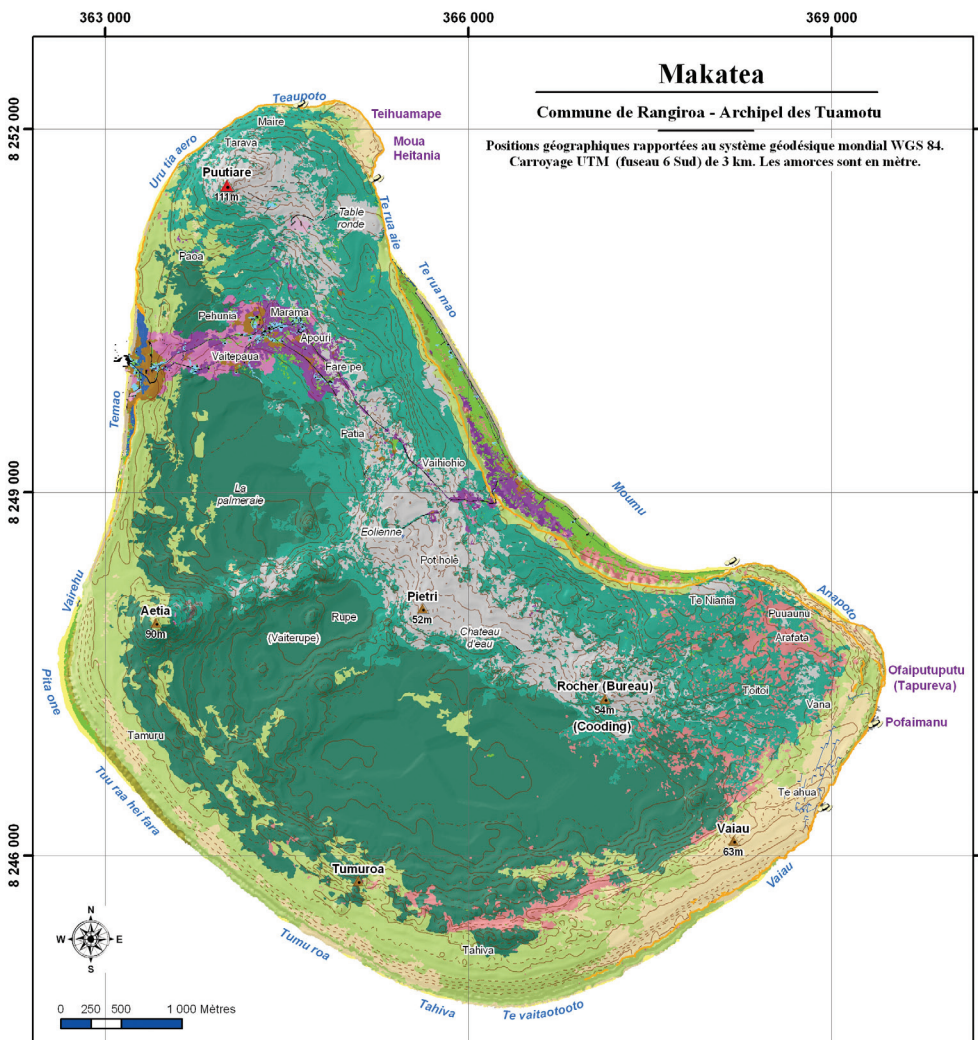 363 000
366 000
369 000
8 252 000
8 249 000
8 246 000
Makatea
Commune de Rangiroa - Archipel des Tuamotu
Positions géographiques rapportées au système géodésique mondial WGS 84.
Carroyage UTM (fuseau 6 Sud) de 3 km. Les amorces sont en mètre.
Teaupoto
Teihuamape
Maire
Moua
Heitania
Tarava
Uru tia aero
Puutiare
111m
Table
ronde
Te rua aie
Paoa
Te rua mao
Pehunia
Marama
Apouri
Vaitepaua
Fare pe
Temao
Patia
Vaihiohio
La
palmeraie
Moumu
Eolienne
Pot hole
Te Niania
Anapoto
Vairehu
Aetia
90m
Rupe
Pietri
52m
Puuaunu
Arafata
(Vaiterupe)
Chateau
d'eau
Ofaiputuputu
(Tapureva)
Pita one
Rocher (Bureau)
54m
Toitoi
Vana
(Cooding)
Pofaimanu
Tamuru
Tuu raa hei fara
Te ahua
Vaiau
63m
Vaiau
Tumuroa
Tumu roa
Tahiva
Tahiva
Te vaitaotooto
N
W
E
S
0 250 500 1 000 Mètres